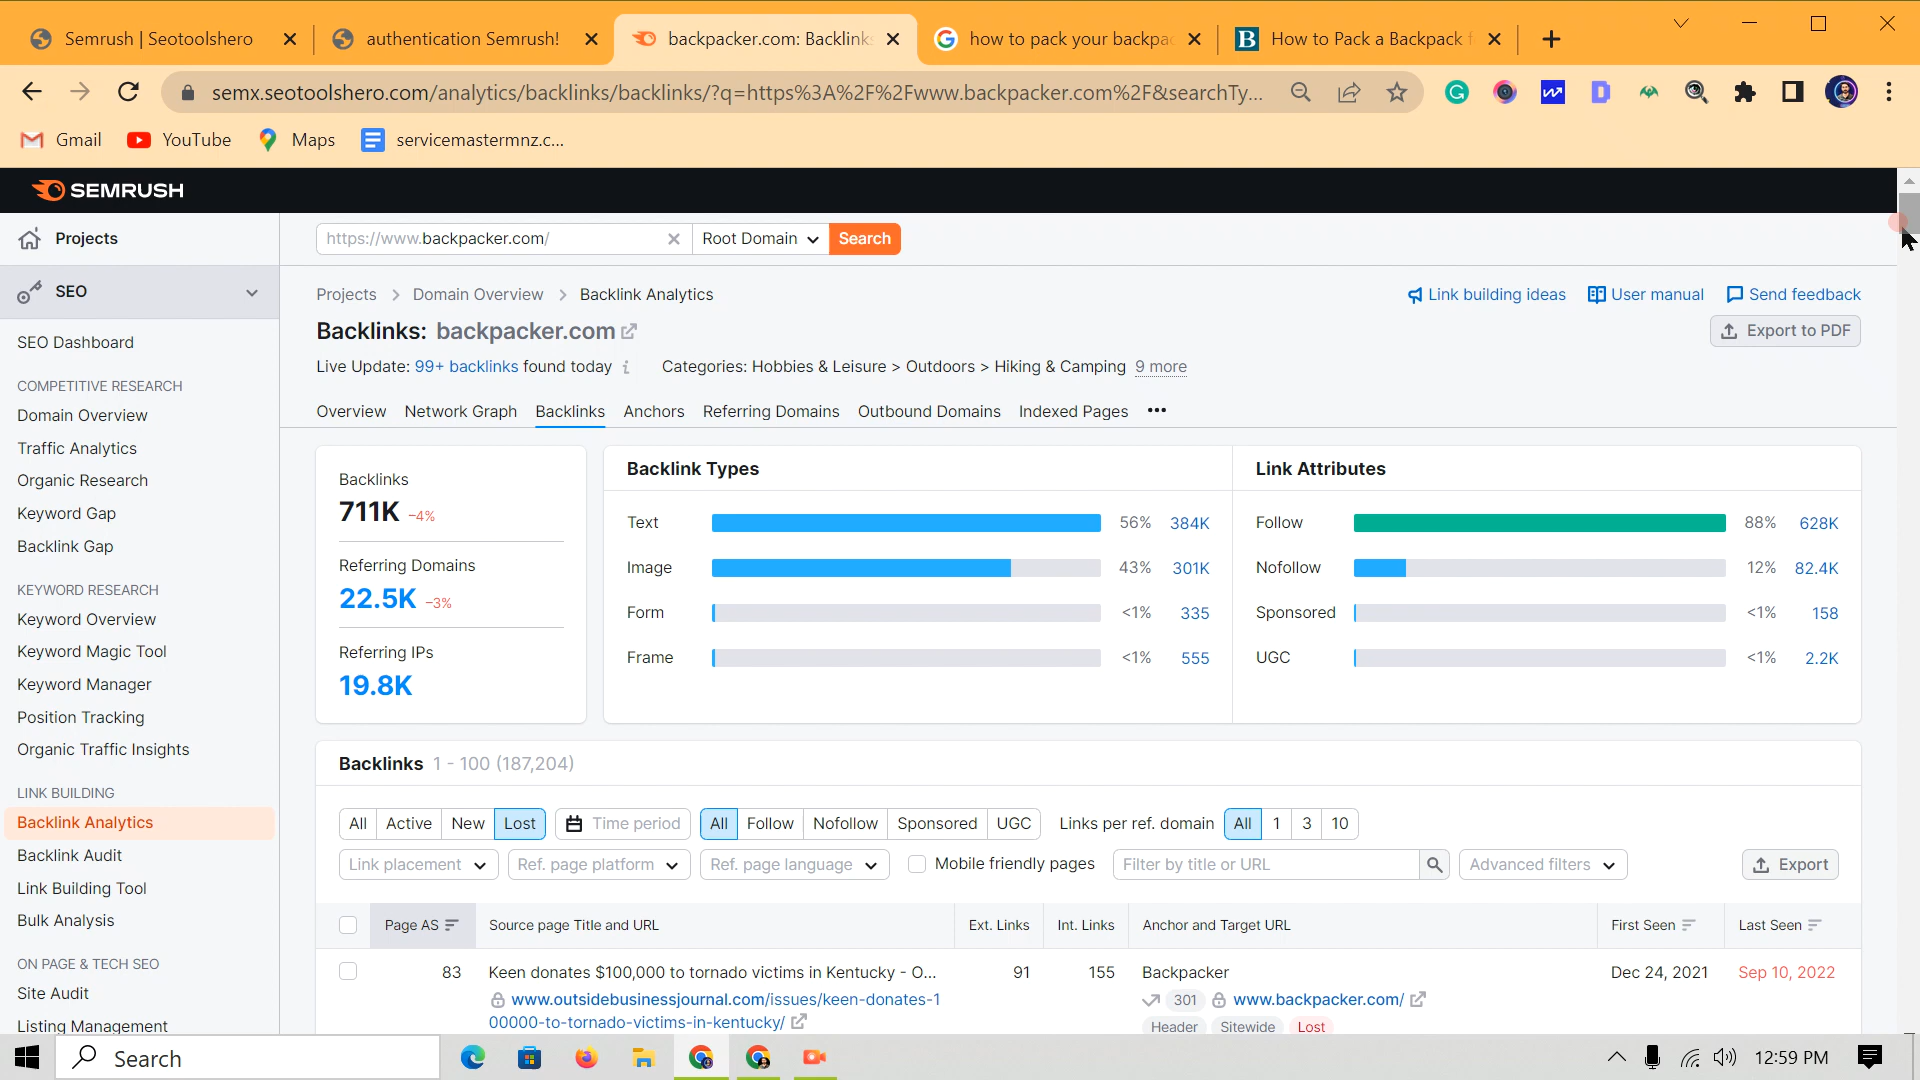 Semrush | Seotoolshero
authentication Semrush!
backpacker.com: Backlinks
how to pack your backpac
How to Pack a Backpack f
semx.seotoolshero.com/analytics/backlinks/backlinks/?q=https%3A%2F%2Fwww.backpacker.com%2F&searchTy...
Gmail
YouTube
Maps
servicemastermnz.c...
SEMRUSH
Projects
https://www.backpacker.com/
Root Domain
Search
SEO
SEO Dashboard
COMPETITIVE RESEARCH
Domain Overview
Traffic Analytics
Organic Research
Keyword Gap
Backlink Gap
KEYWORD RESEARCH
Keyword Overview
Keyword Magic Tool
Keyword Manager
Position Tracking
Organic Traffic Insights
LINK BUILDING
Backlink Analytics
Backlink Audit
Link Building Tool
Bulk Analysis
ON PAGE & TECH SEO
Site Audit
Listing Management
Projects > Domain Overview > Backlink Analytics
Link building ideas
User manual
Send feedback
Backlinks: backpacker.com
Export to PDF
Live Update: 99+ backlinks found today i
Categories: Hobbies & Leisure > Outdoors > Hiking & Camping 9 more
Overview Network Graph Backlinks Anchors Referring Domains Outbound Domains Indexed Pages •••
Backlinks
711K -4%
Referring Domains
22.5K -3%
Referring IPs
19.8K
Backlink Types
Text 56% 384K
Image 43% 301K
Form <1% 335
Frame <1% 555
Link Attributes
Follow 88% 628K
Nofollow 12% 82.4K
Sponsored <1% 158
UGC <1% 2.2K
Backlinks 1 - 100 (187,204)
All Active New Lost Time period All Follow Nofollow Sponsored UGC Links per ref. domain All 1 3 10
Link placement Ref. page platform Ref. page language Mobile friendly pages Filter by title or URL Advanced filters Export
Page AS Source page Title and URL Ext. Links Int. Links Anchor and Target URL First Seen Last Seen
83 Keen donates $100,000 to tornado victims in Kentucky - O... 91 155 Backpacker Dec 24, 2021 Sep 10, 2022
www.outsidebusinessjournal.com/issues/keen-donates-1 301 www.backpacker.com/
00000-to-tornado-victims-in-kentucky/
Header Sitewide Lost
Search
12:59 PM